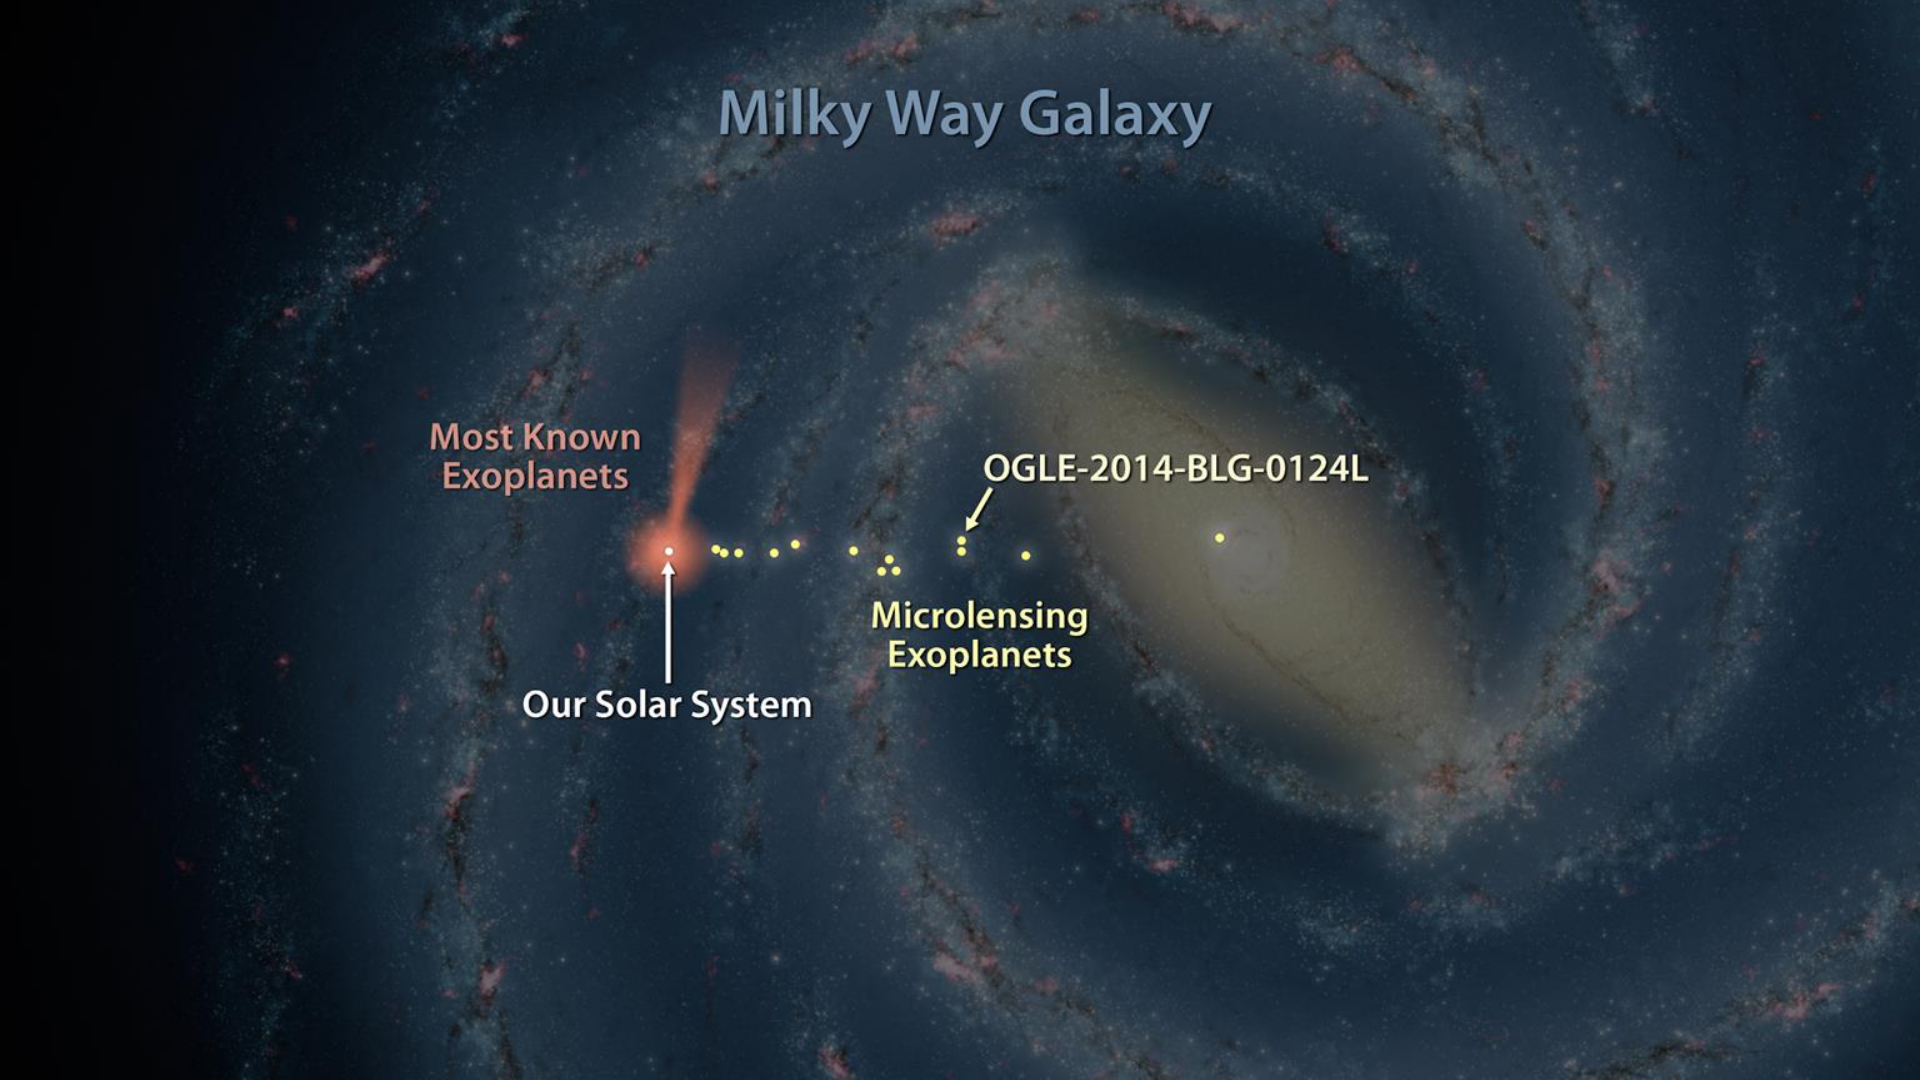 Milky Way Galaxy
Most Known
Exoplanets
OGLE-2014-BLG-0124L
Microlensing
Exoplanets
Our Solar System